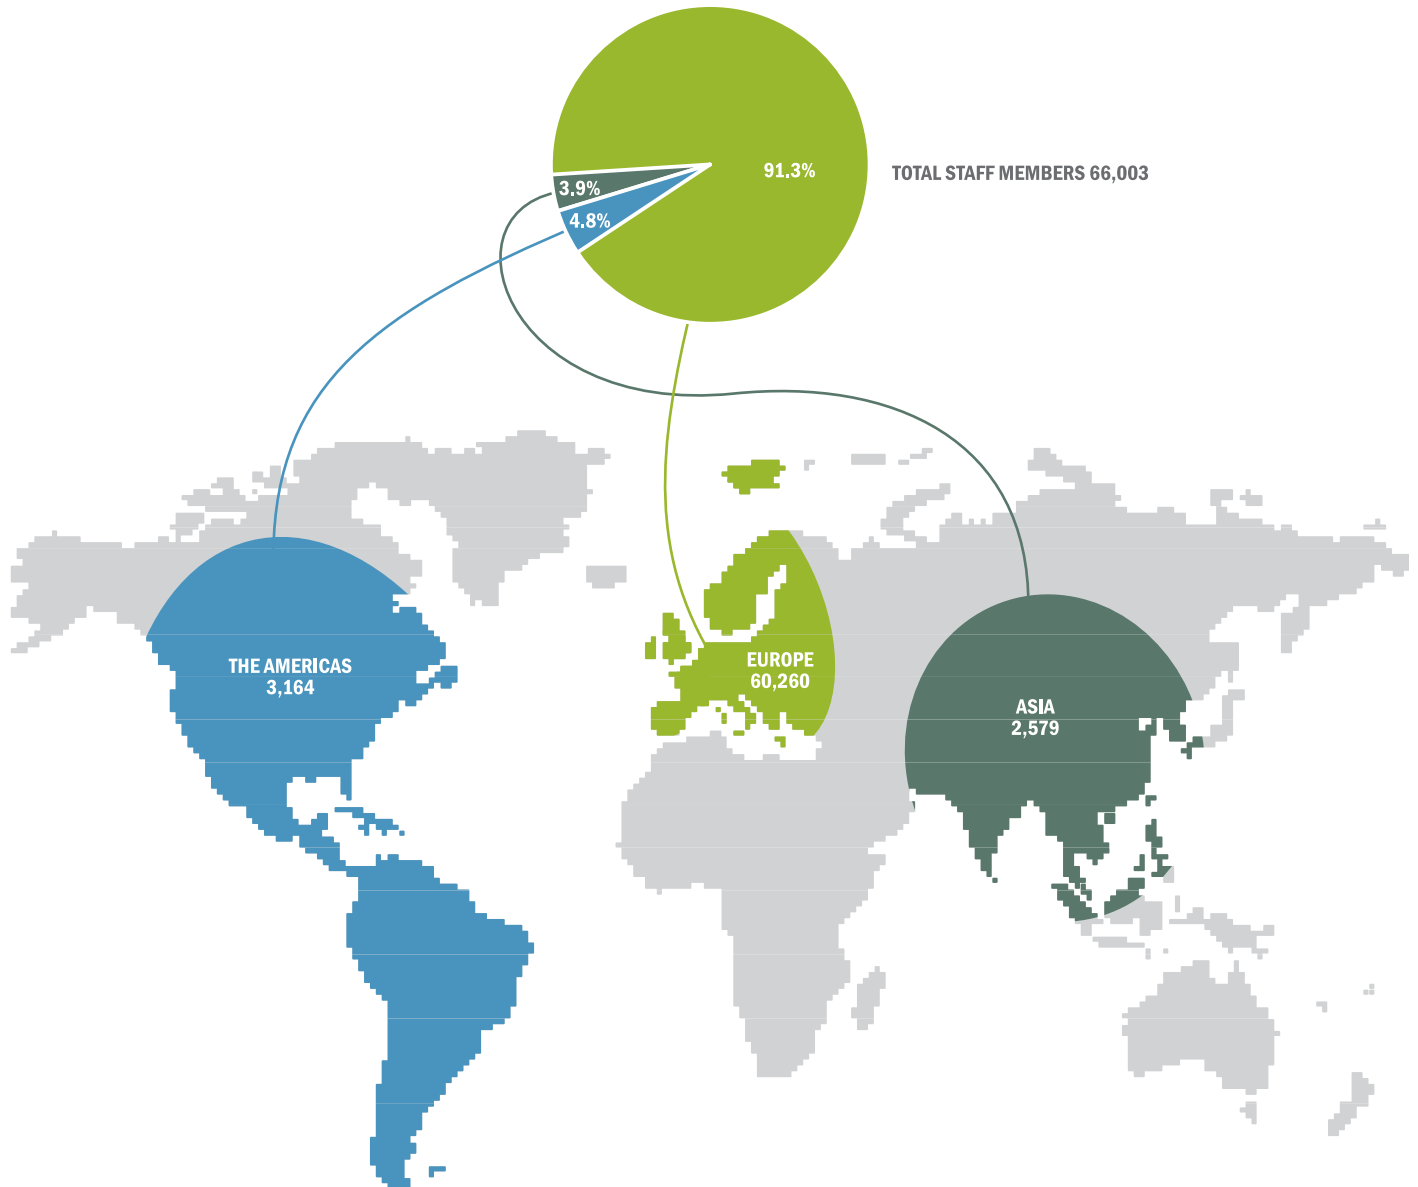 91.3%
TOTAL STAFF MEMBERS 66,003
3.9%
4.8%
THE AMERICAS
3,164
EUROPE
60,260
ASIA
2,579